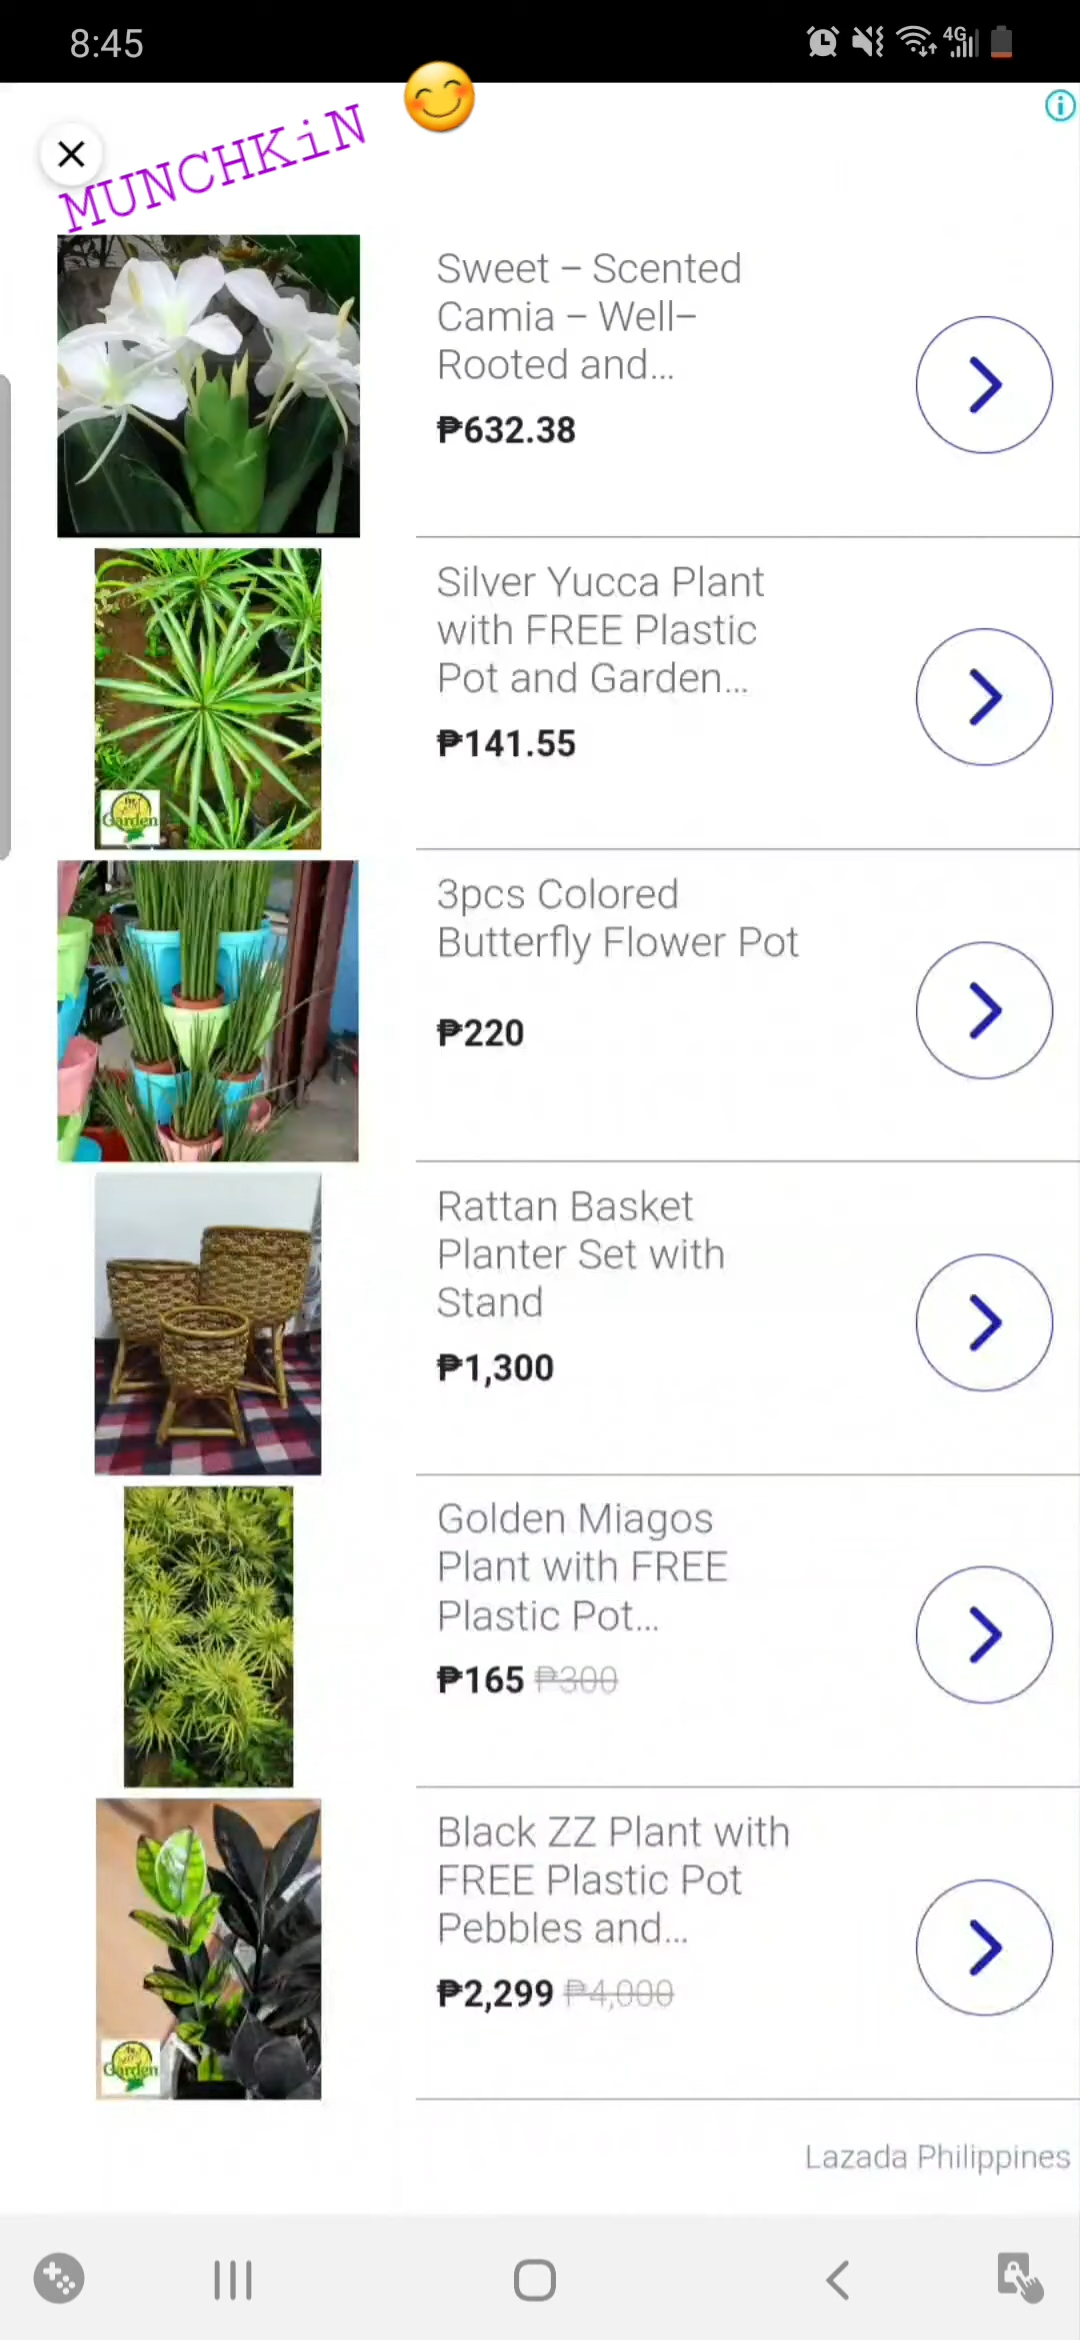 8:45
4G
MUNCHKiN
Sweet – Scented
Camia – Well–
Rooted and...
₱632.38
Silver Yucca Plant
with FREE Plastic
Pot and Garden...
₱141.55
Garden
3pcs Colored
Butterfly Flower Pot
₱220
Rattan Basket
Planter Set with
Stand
₱1,300
Golden Miagos
Plant with FREE
Plastic Pot...
₱165 ₱300
Black ZZ Plant with
FREE Plastic Pot
Pebbles and...
₱2,299 ₱4,000
Garden
Lazada Philippines